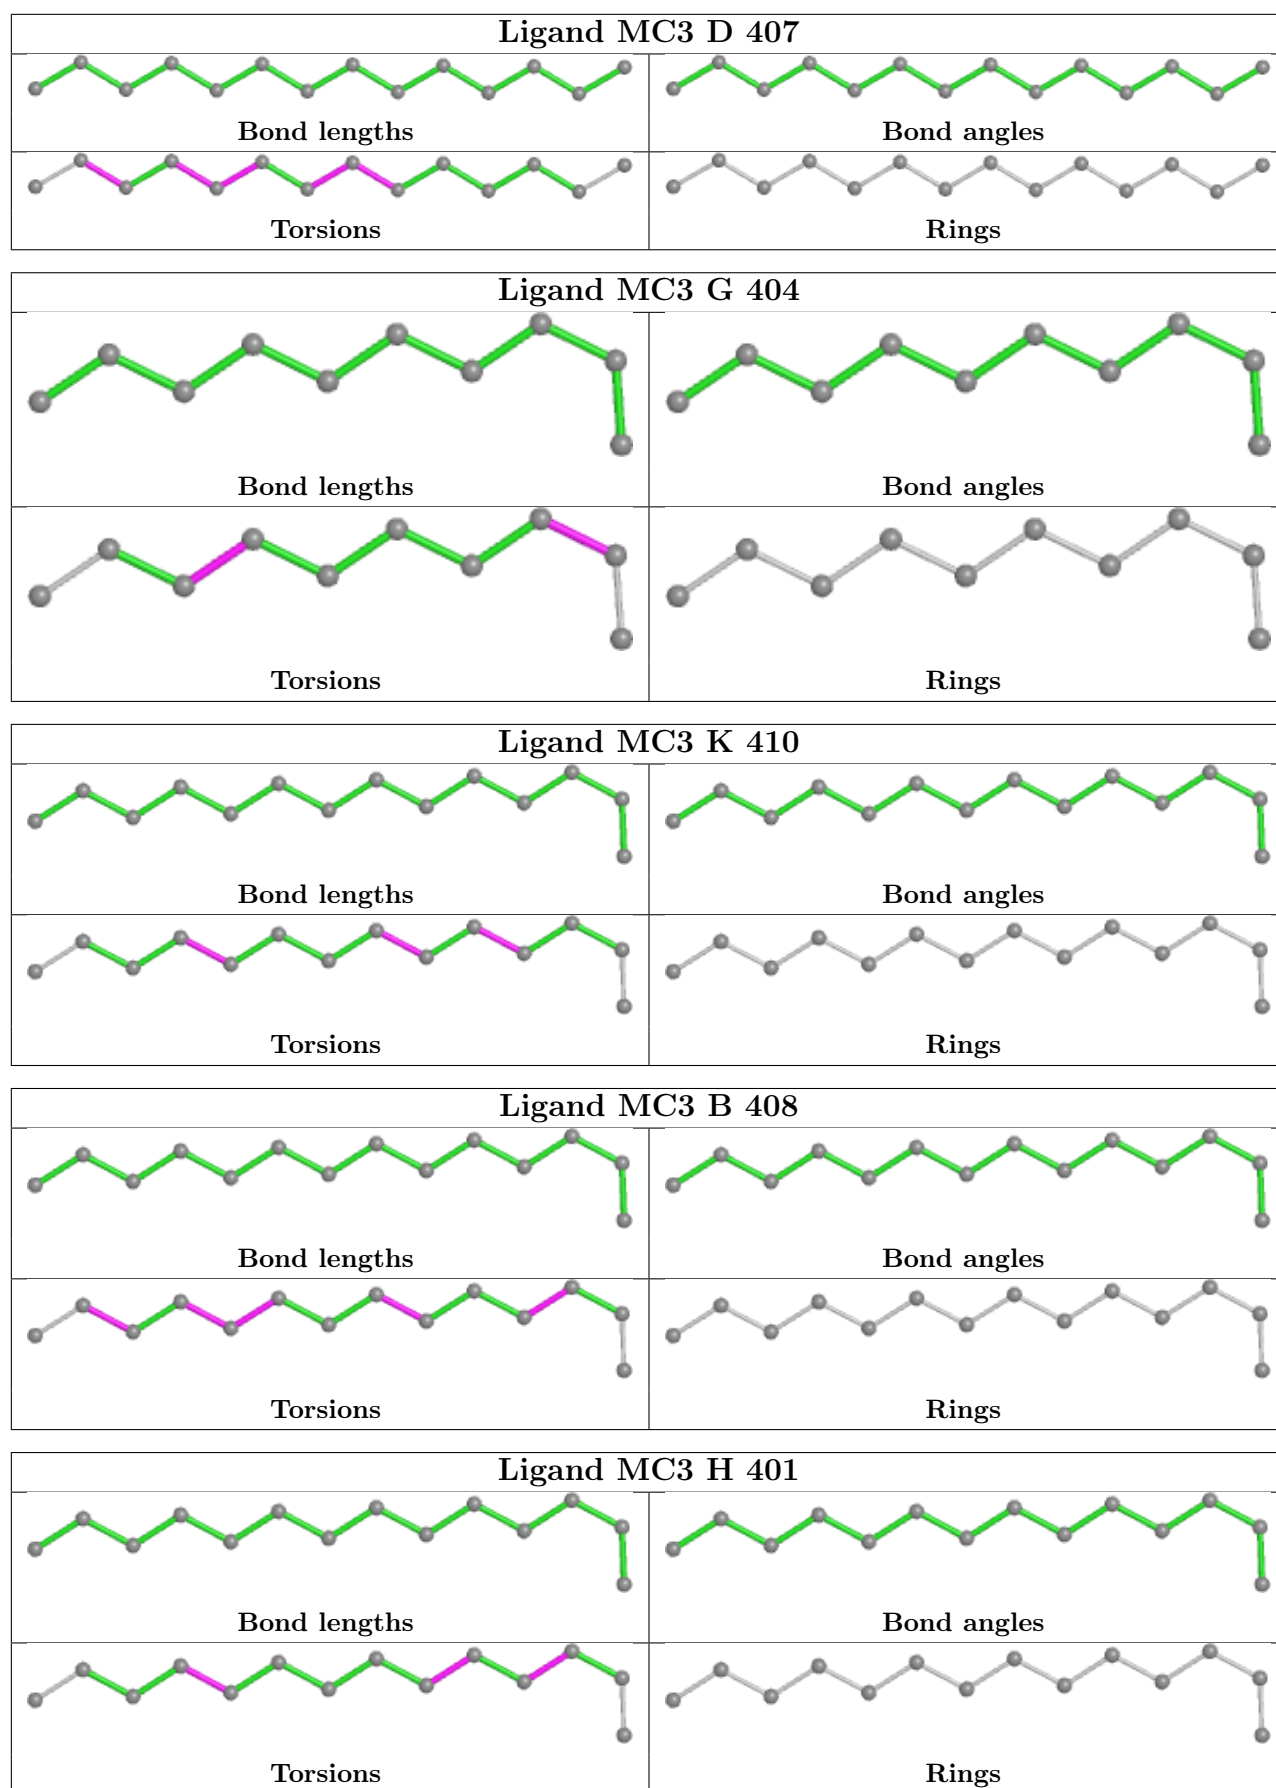 Ligand MC3 D 407
Bond lengths
Bond angles
Torsions
Rings
Ligand MC3 G 404
Bond lengths
Bond angles
Torsions
Rings
Ligand MC3 K 410
Bond lengths
Bond angles
Torsions
Rings
Ligand MC3 B 408
Bond lengths
Bond angles
Torsions
Rings
Ligand MC3 H 401
Bond lengths
Bond angles
Torsions
Rings